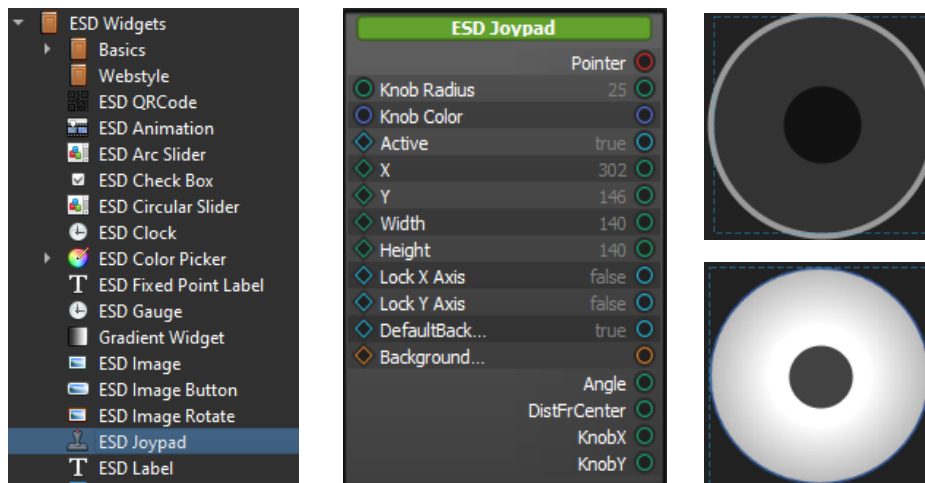 ESD Widgets
Basics
Webstyle
ESD QRCode
ESD Animation
ESD Arc Slider
ESD Check Box
ESD Circular Slider
ESD Clock
ESD Color Picker
ESD Fixed Point Label
ESD Gauge
Gradient Widget
ESD Image
ESD Image Button
ESD Image Rotate
ESD Joypad
T ESD Label
ESD Joypad
Pointer
Knob Radius 25
Knob Color
Active true
X 302
Y 146
Width 140
Height 140
Lock X Axis false
Lock Y Axis false
DefaultBack... true
Background...
Angle
DistFrCenter
KnobX
KnobY